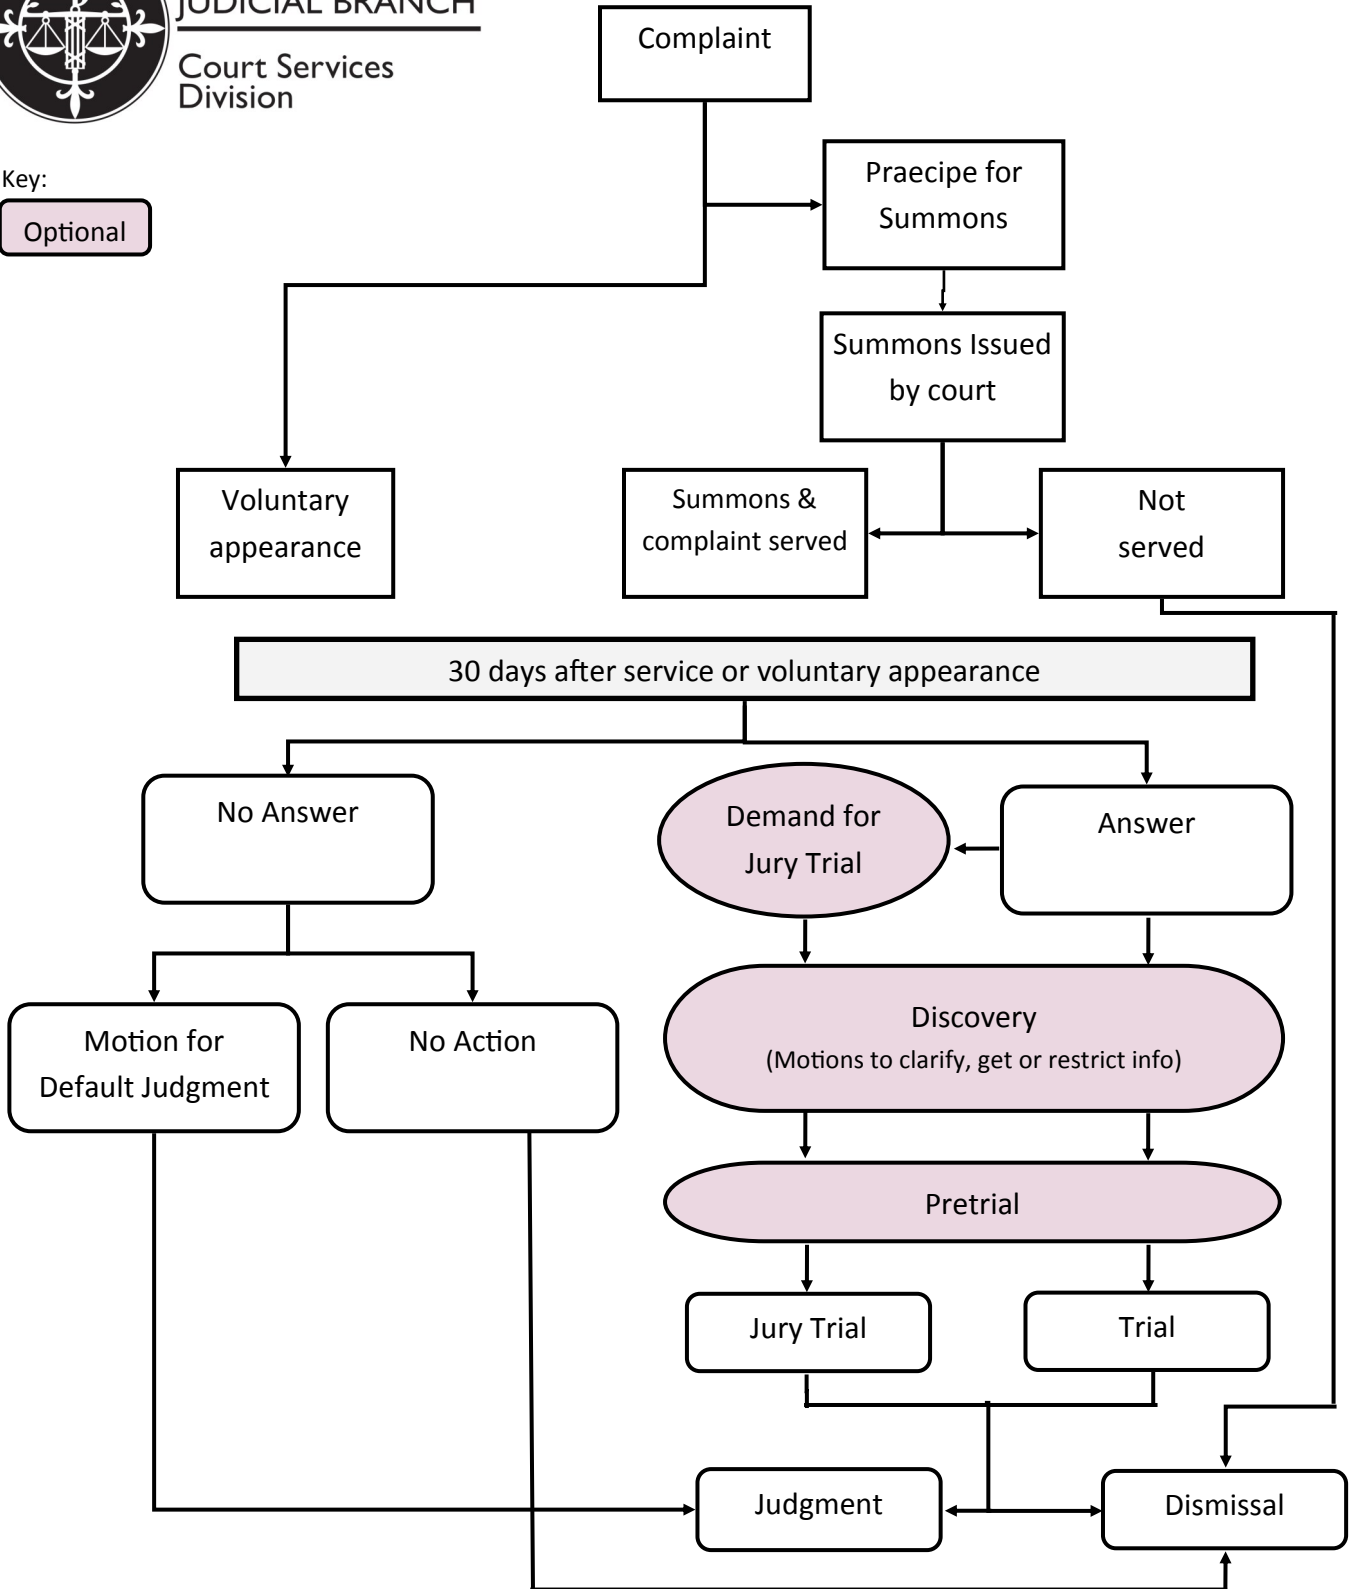 JUDICIAL BRANCH
Court Services
Division
Key:
Optional
Complaint
Praecipe for
Summons
Summons Issued
by court
Voluntary
appearance
Summons &
complaint served
Not
served
30 days after service or voluntary appearance
No Answer
Demand for
Jury Trial
Answer
Motion for
Default Judgment
No Action
Discovery
(Motions to clarify, get or restrict info)
Pretrial
Jury Trial
Trial
Judgment
Dismissal